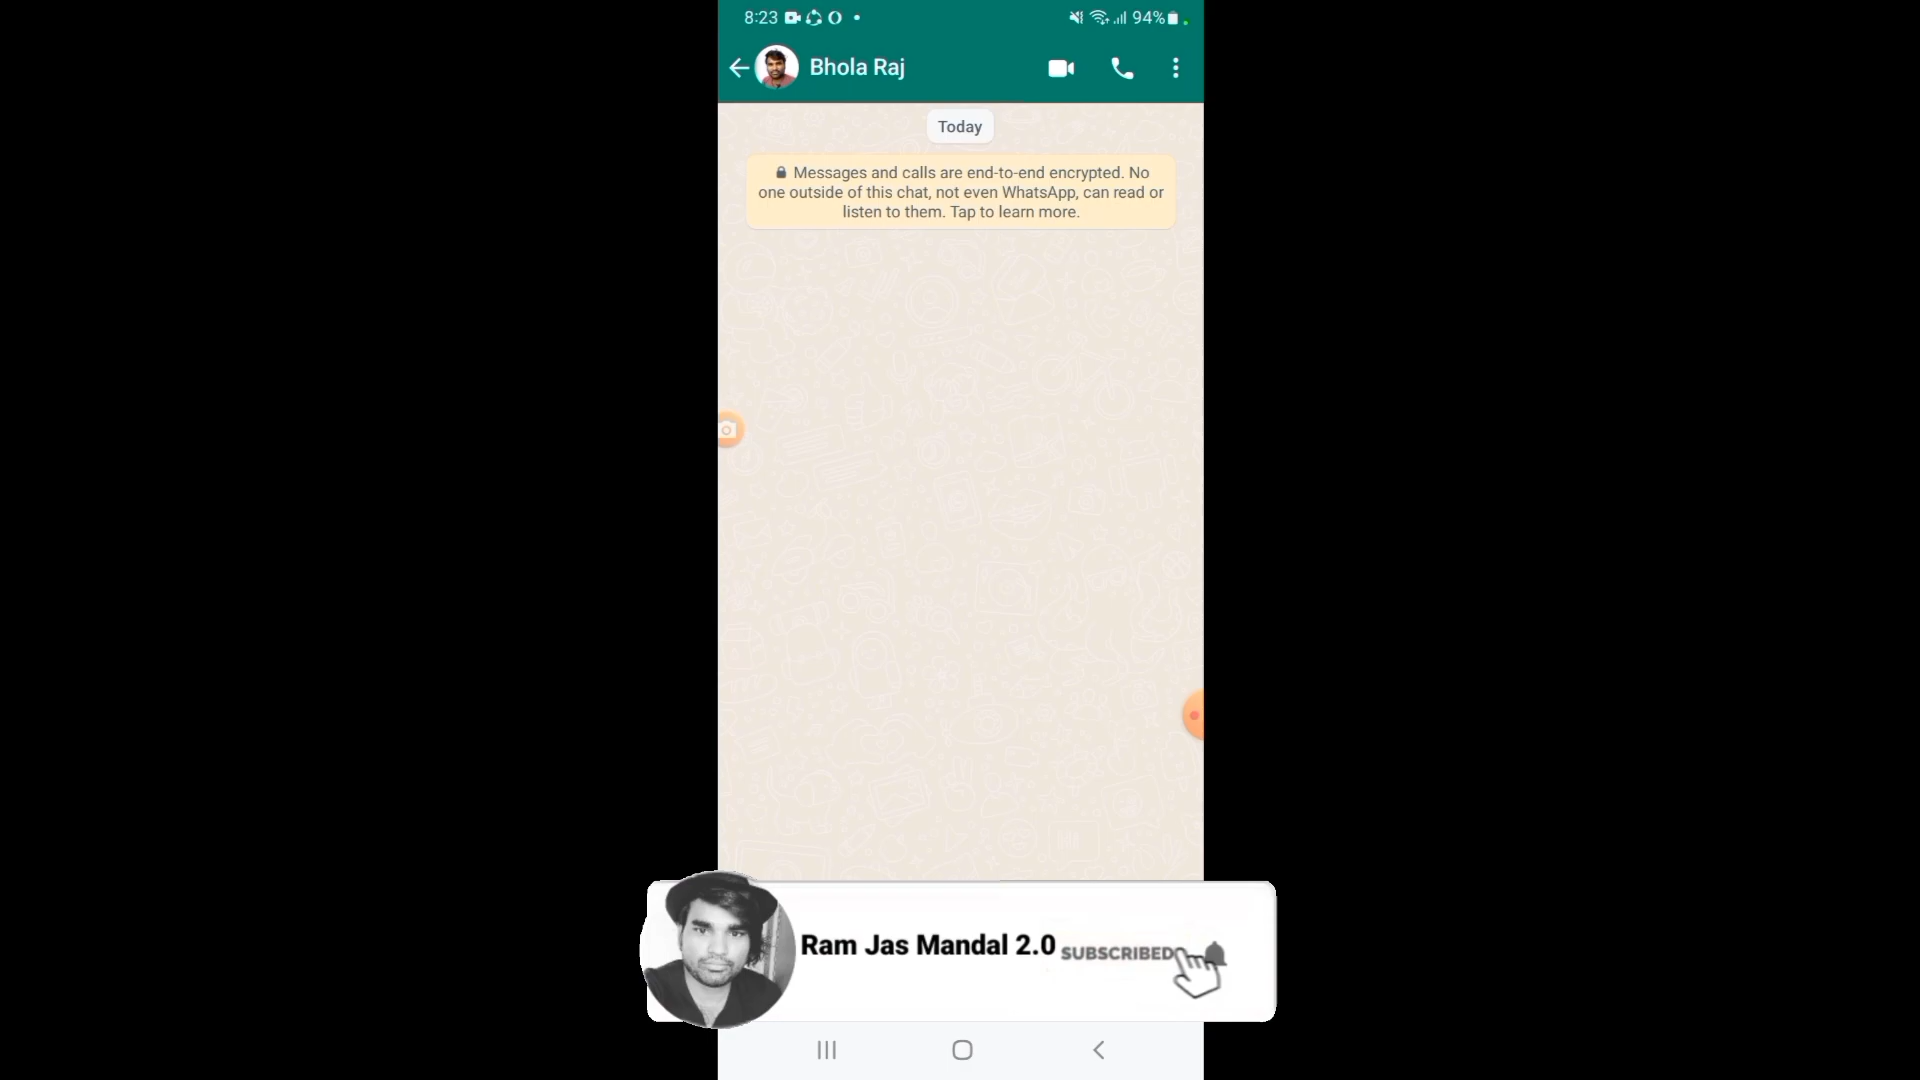 8:23
94%
Bhola Raj
Today
Messages and calls are end-to-end encrypted. No
one outside of this chat, not even WhatsApp, can read or
listen to them. Tap to learn more.
Ram Jas Mandal 2.0
SUBSCRIBED